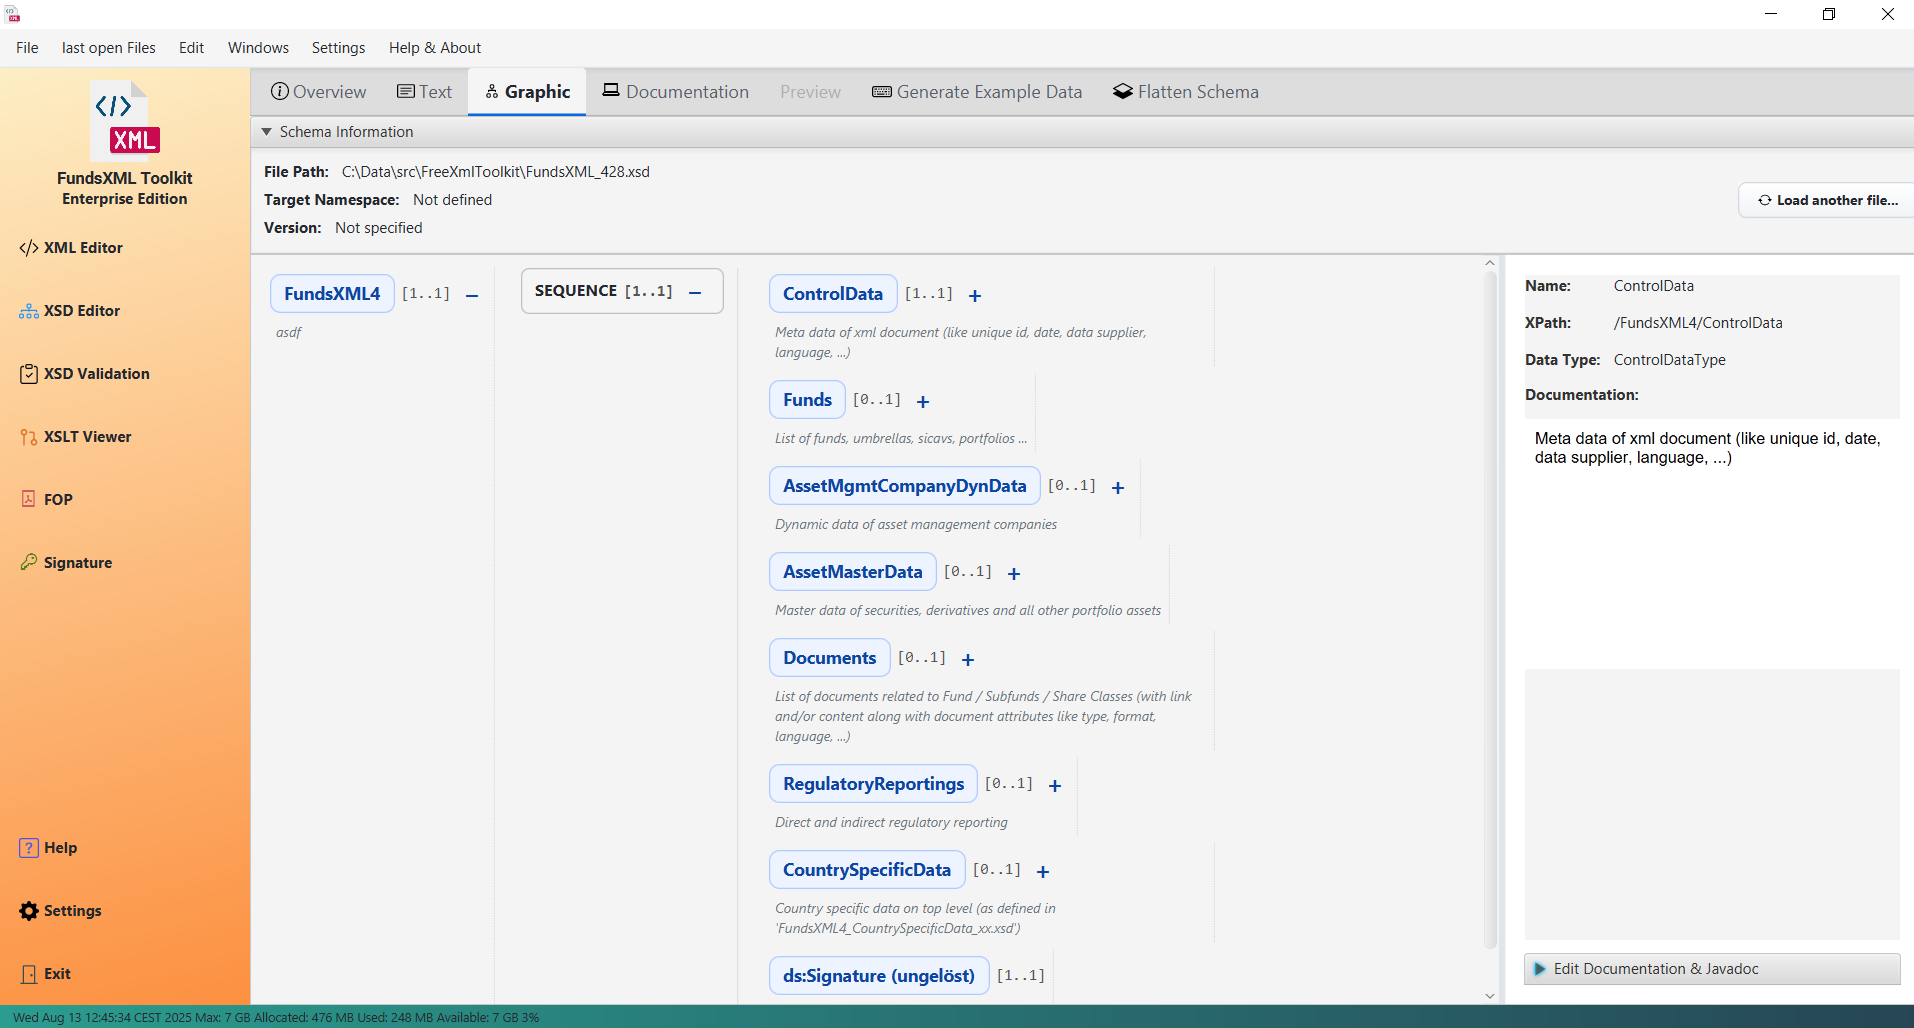 File last open Files Edit Windows Settings Help & About
</>
XML
FundsXML Toolkit
Enterprise Edition
XML Editor
XSD Editor
XSD Validation
XSLT Viewer
FOP
Signature
Help
Settings
Exit
Overview Text Graphic Documentation Preview Generate Example Data Flatten Schema
Schema Information
File Path: C:\Data\src\FreeXmlToolkit\FundsXML_428.xsd
Target Namespace: Not defined
Version: Not specified
Load another file...
FundsXML4 [1..1] −
asdf
SEQUENCE [1..1] −
ControlData [1..1] +
Meta data of xml document (like unique id, date, data supplier,
language, ...)
Funds [0..1] +
List of funds, umbrellas, sicavs, portfolios ...
AssetMgmtCompanyDynData [0..1] +
Dynamic data of asset management companies
AssetMasterData [0..1] +
Master data of securities, derivatives and all other portfolio assets
Documents [0..1] +
List of documents related to Fund / Subfunds / Share Classes (with link
and/or content along with document attributes like type, format,
language, ...)
RegulatoryReportings [0..1] +
Direct and indirect regulatory reporting
CountrySpecificData [0..1] +
Country specific data on top level (as defined in
'FundsXML4_CountrySpecificData_xx.xsd')
ds:Signature (ungelöst) [1..1]
Name: ControlData
XPath: /FundsXML4/ControlData
Data Type: ControlDataType
Documentation:
Meta data of xml document (like unique id, date,
data supplier, language, ...)
Edit Documentation & Javadoc
Wed Aug 13 12:45:34 CEST 2025 Max: 7 GB Allocated: 476 MB Used: 248 MB Available: 7 GB 3%